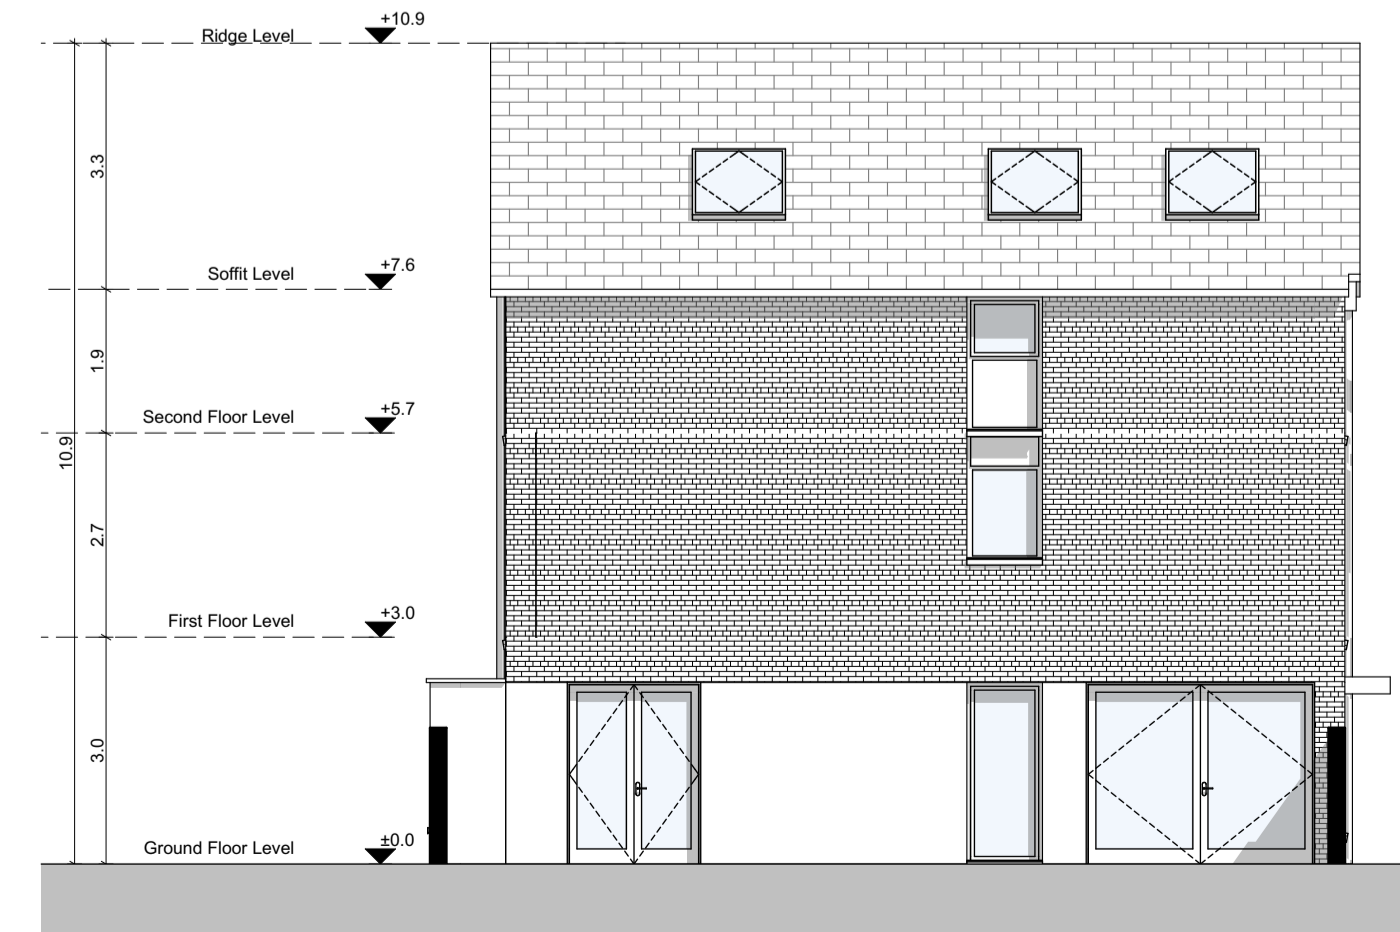 +10.9
Ridge Level
3.3
+7.6
Soffit Level
1.9
+5.7
Second Floor Level
10.9
2.7
+3.0
First Floor Level
3.0
±0.0
Ground Floor Level